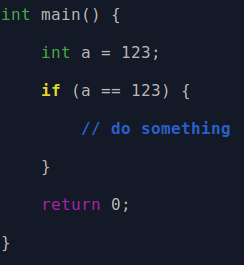 int main() {
    int a = 123;
    if (a == 123) {
        // do something
    }
    return 0;
}